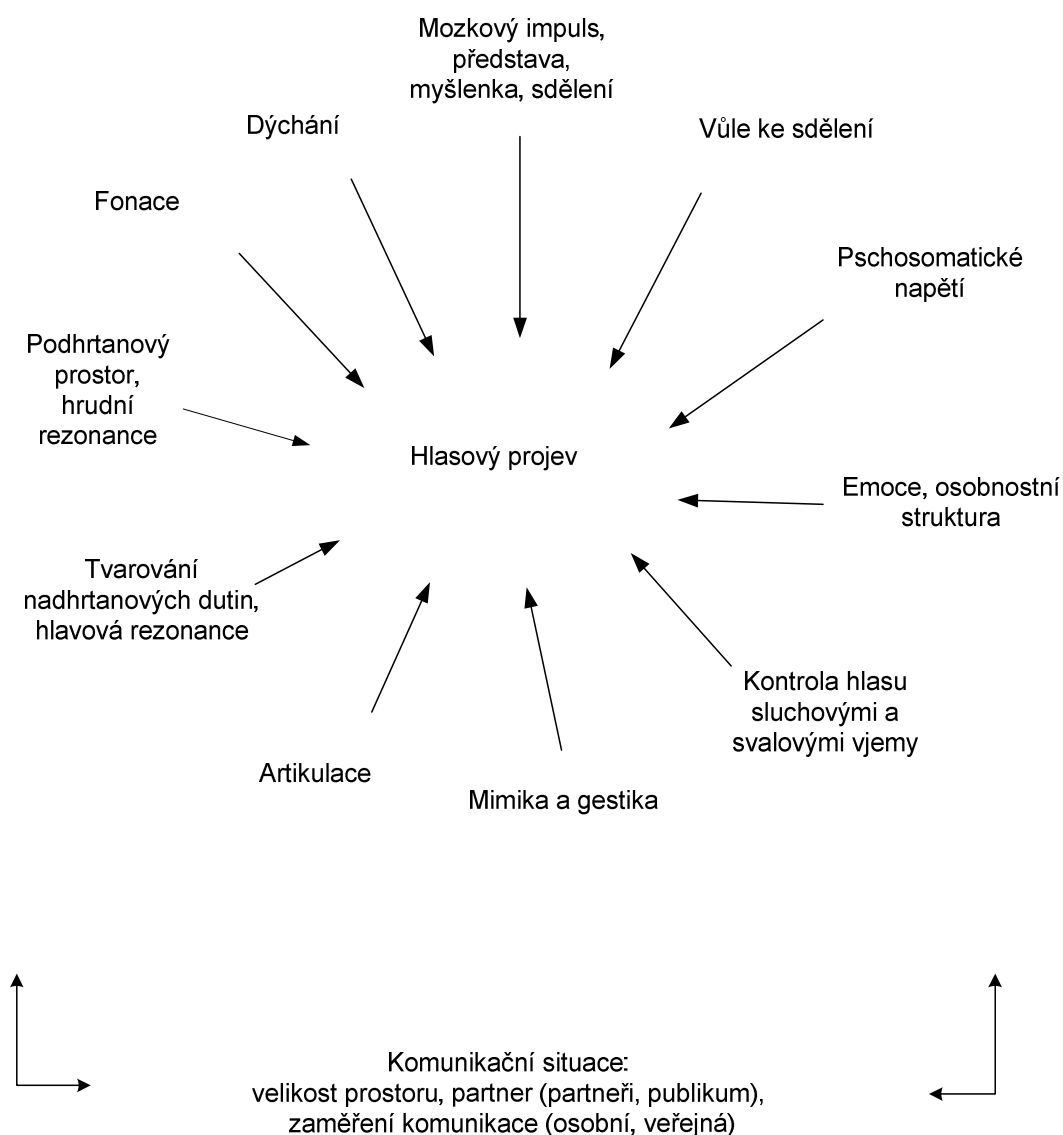 Mozkový impuls,
představa,
myšlenka, sdělení
Dýchání
Vůle ke sdělení
Fonace
Pschosomatické
napětí
Podhrtanový
prostor,
hrudní
rezonance
Hlasový projev
Emoce, osobnostní
struktura
Tvarování
nadhrtanových dutin,
hlavová rezonance
Kontrola hlasu
sluchovými a
svalovými vjemy
Artikulace
Mimika a gestika
Komunikační situace:
velikost prostoru, partner (partneři, publikum),
zaměření komunikace (osobní, veřejná)